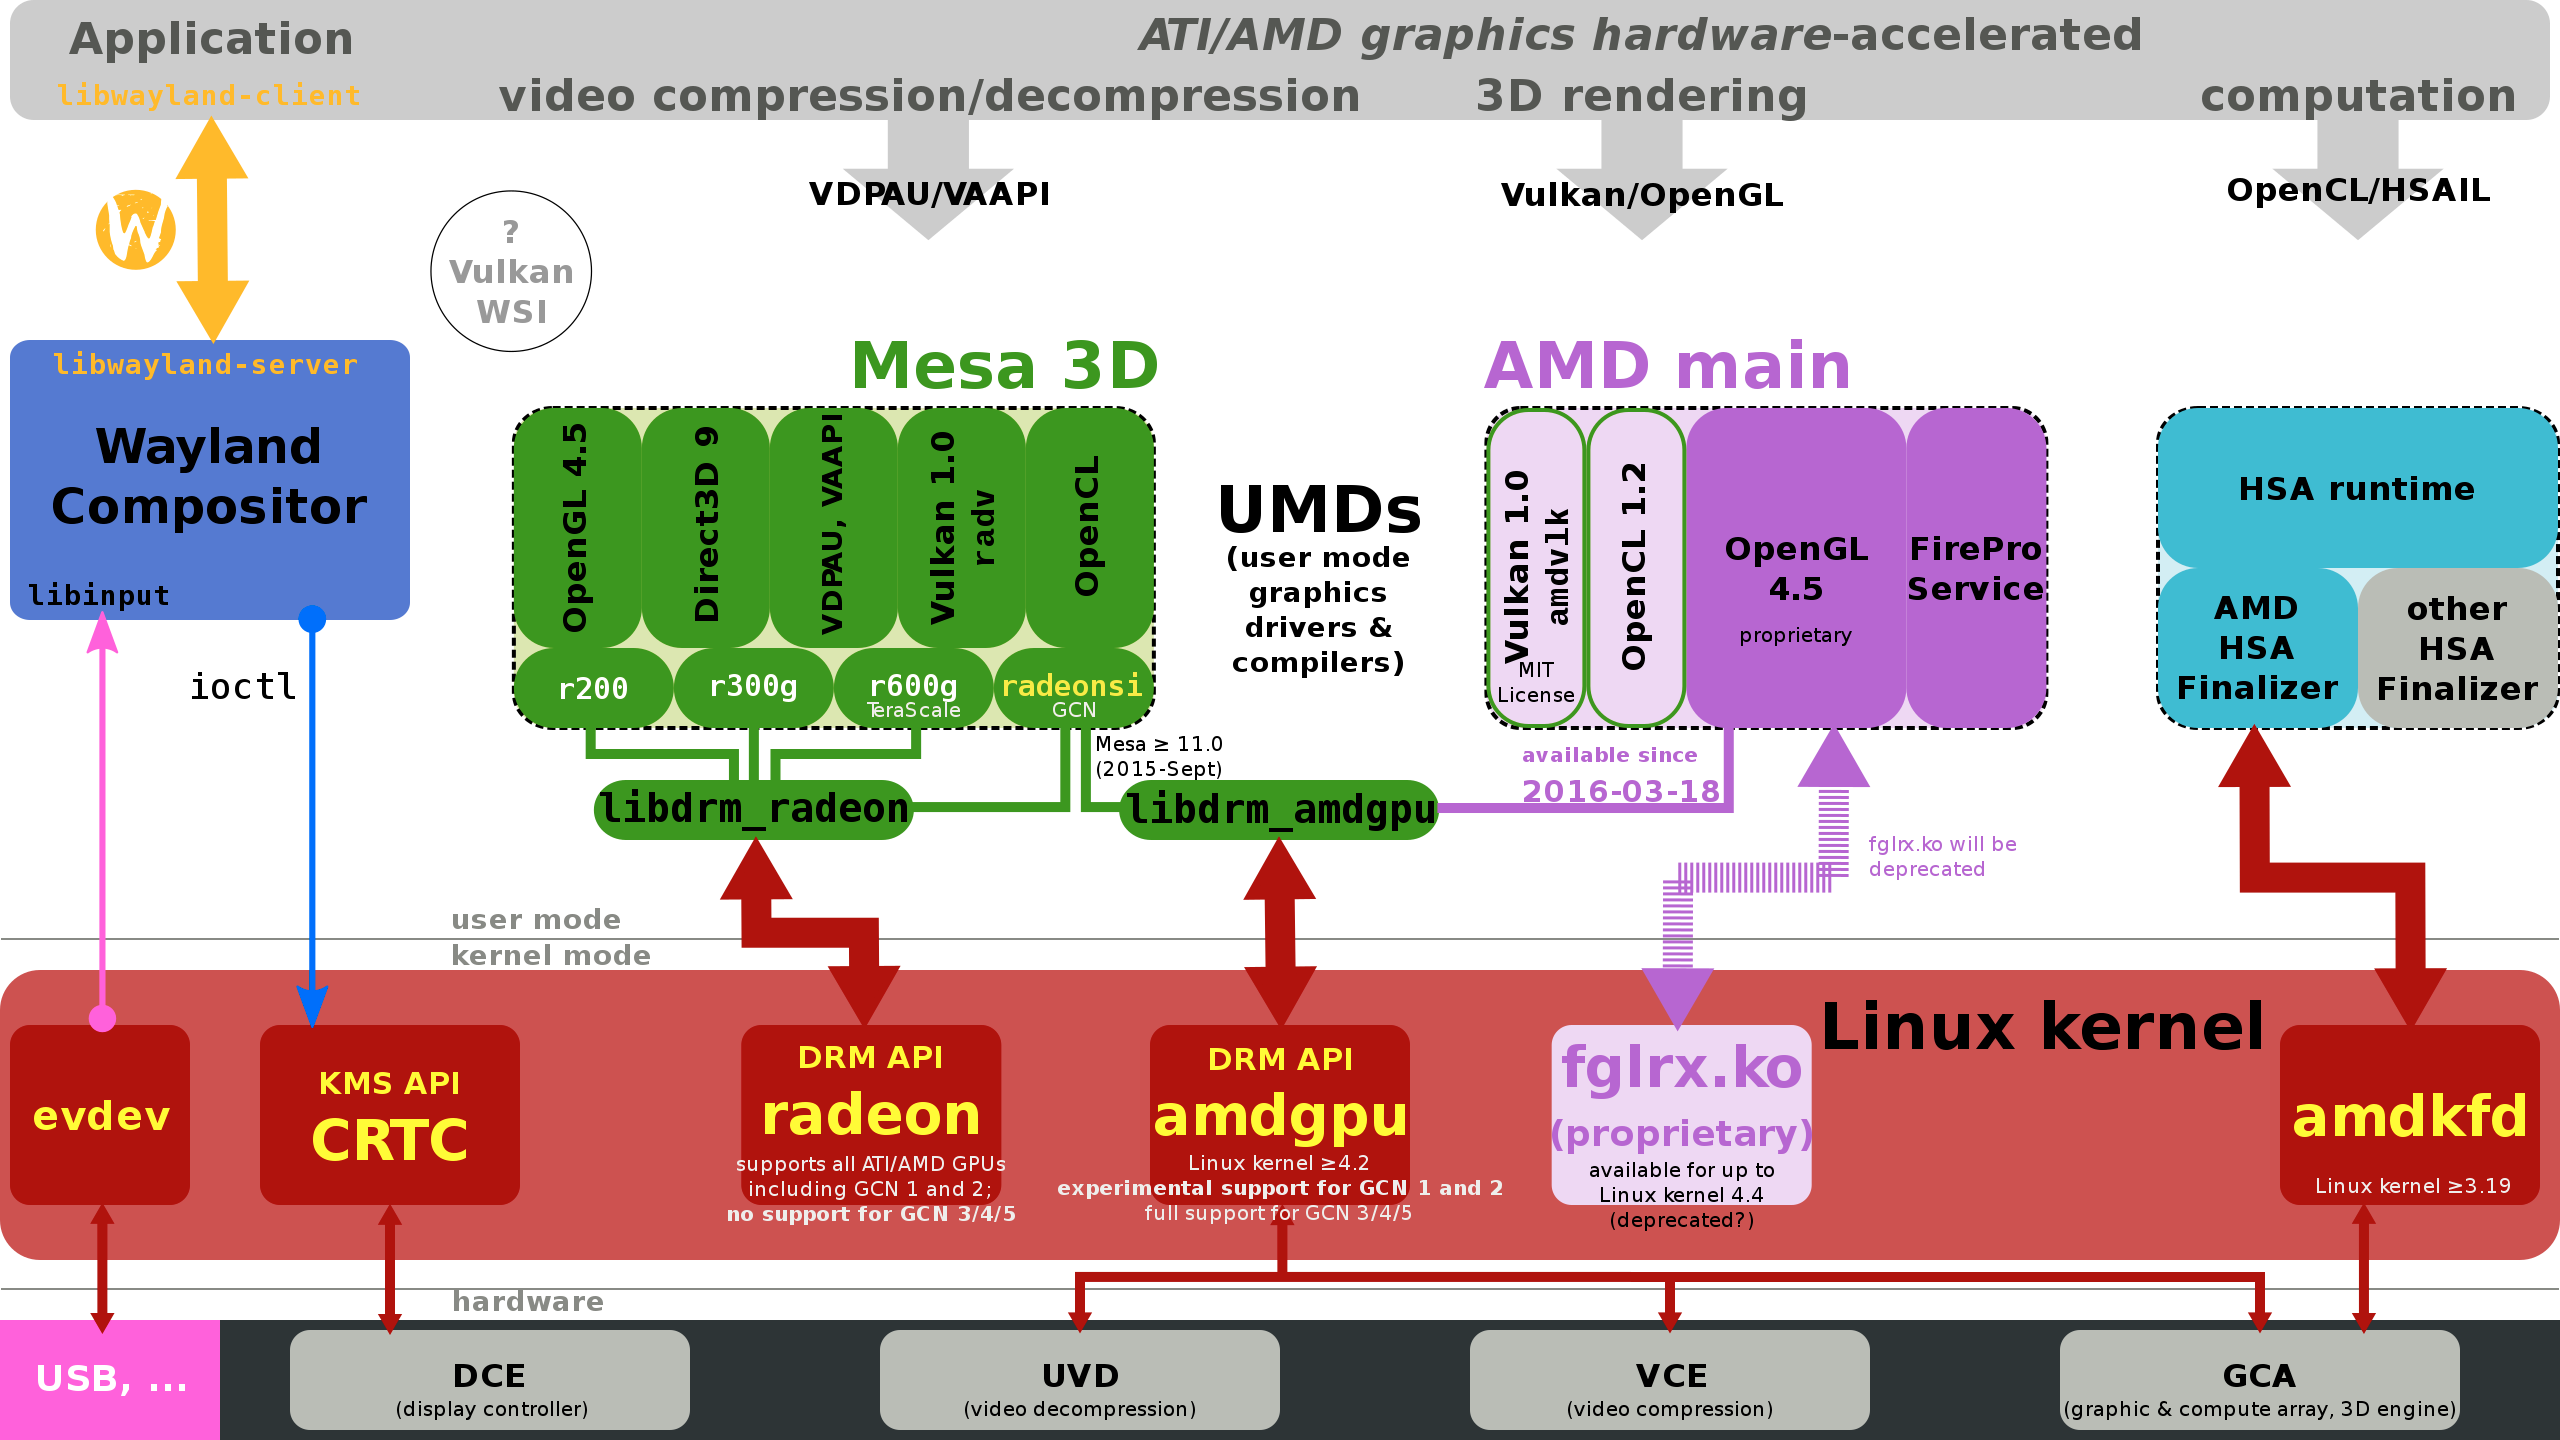 Application
libwayland-client
ATI/AMD graphics hardware-accelerated
video compression/decompression
3D rendering
computation
VDPAU/VAAPI
Vulkan/OpenGL
OpenCL/HSAIL
W
?
Vulkan
WSI
libwayland-server
Wayland
Compositor
libinput
ioctl
Mesa 3D
OpenGL 4.5
Direct3D 9
VDPAU, VAAPI
Vulkan 1.0
radv
OpenCL
r200
r300g
r600g
TeraScale
radeonsi
GCN
UMDs
(user mode
graphics
drivers &
compilers)
AMD main
Vulkan 1.0
amdvlk
MIT
License
OpenCL 1.2
OpenGL
4.5
proprietary
FirePro
Service
HSA runtime
AMD
HSA
Finalizer
other
HSA
Finalizer
Mesa ≥ 11.0
(2015-Sept)
libdrm_radeon
libdrm_amdgpu
available since
2016-03-18
fglrx.ko will be
deprecated
user mode
kernel mode
Linux kernel
evdev
KMS API
CRTC
DRM API
radeon
supports all ATI/AMD GPUs
including GCN 1 and 2;
no support for GCN 3/4/5
DRM API
amdgpu
Linux kernel ≥4.2
experimental support for GCN 1 and 2
full support for GCN 3/4/5
fglrx.ko
(proprietary)
available for up to
Linux kernel 4.4
(deprecated?)
amdkfd
Linux kernel ≥3.19
hardware
USB, ...
DCE
(display controller)
UVD
(video decompression)
VCE
(video compression)
GCA
(graphic & compute array, 3D engine)